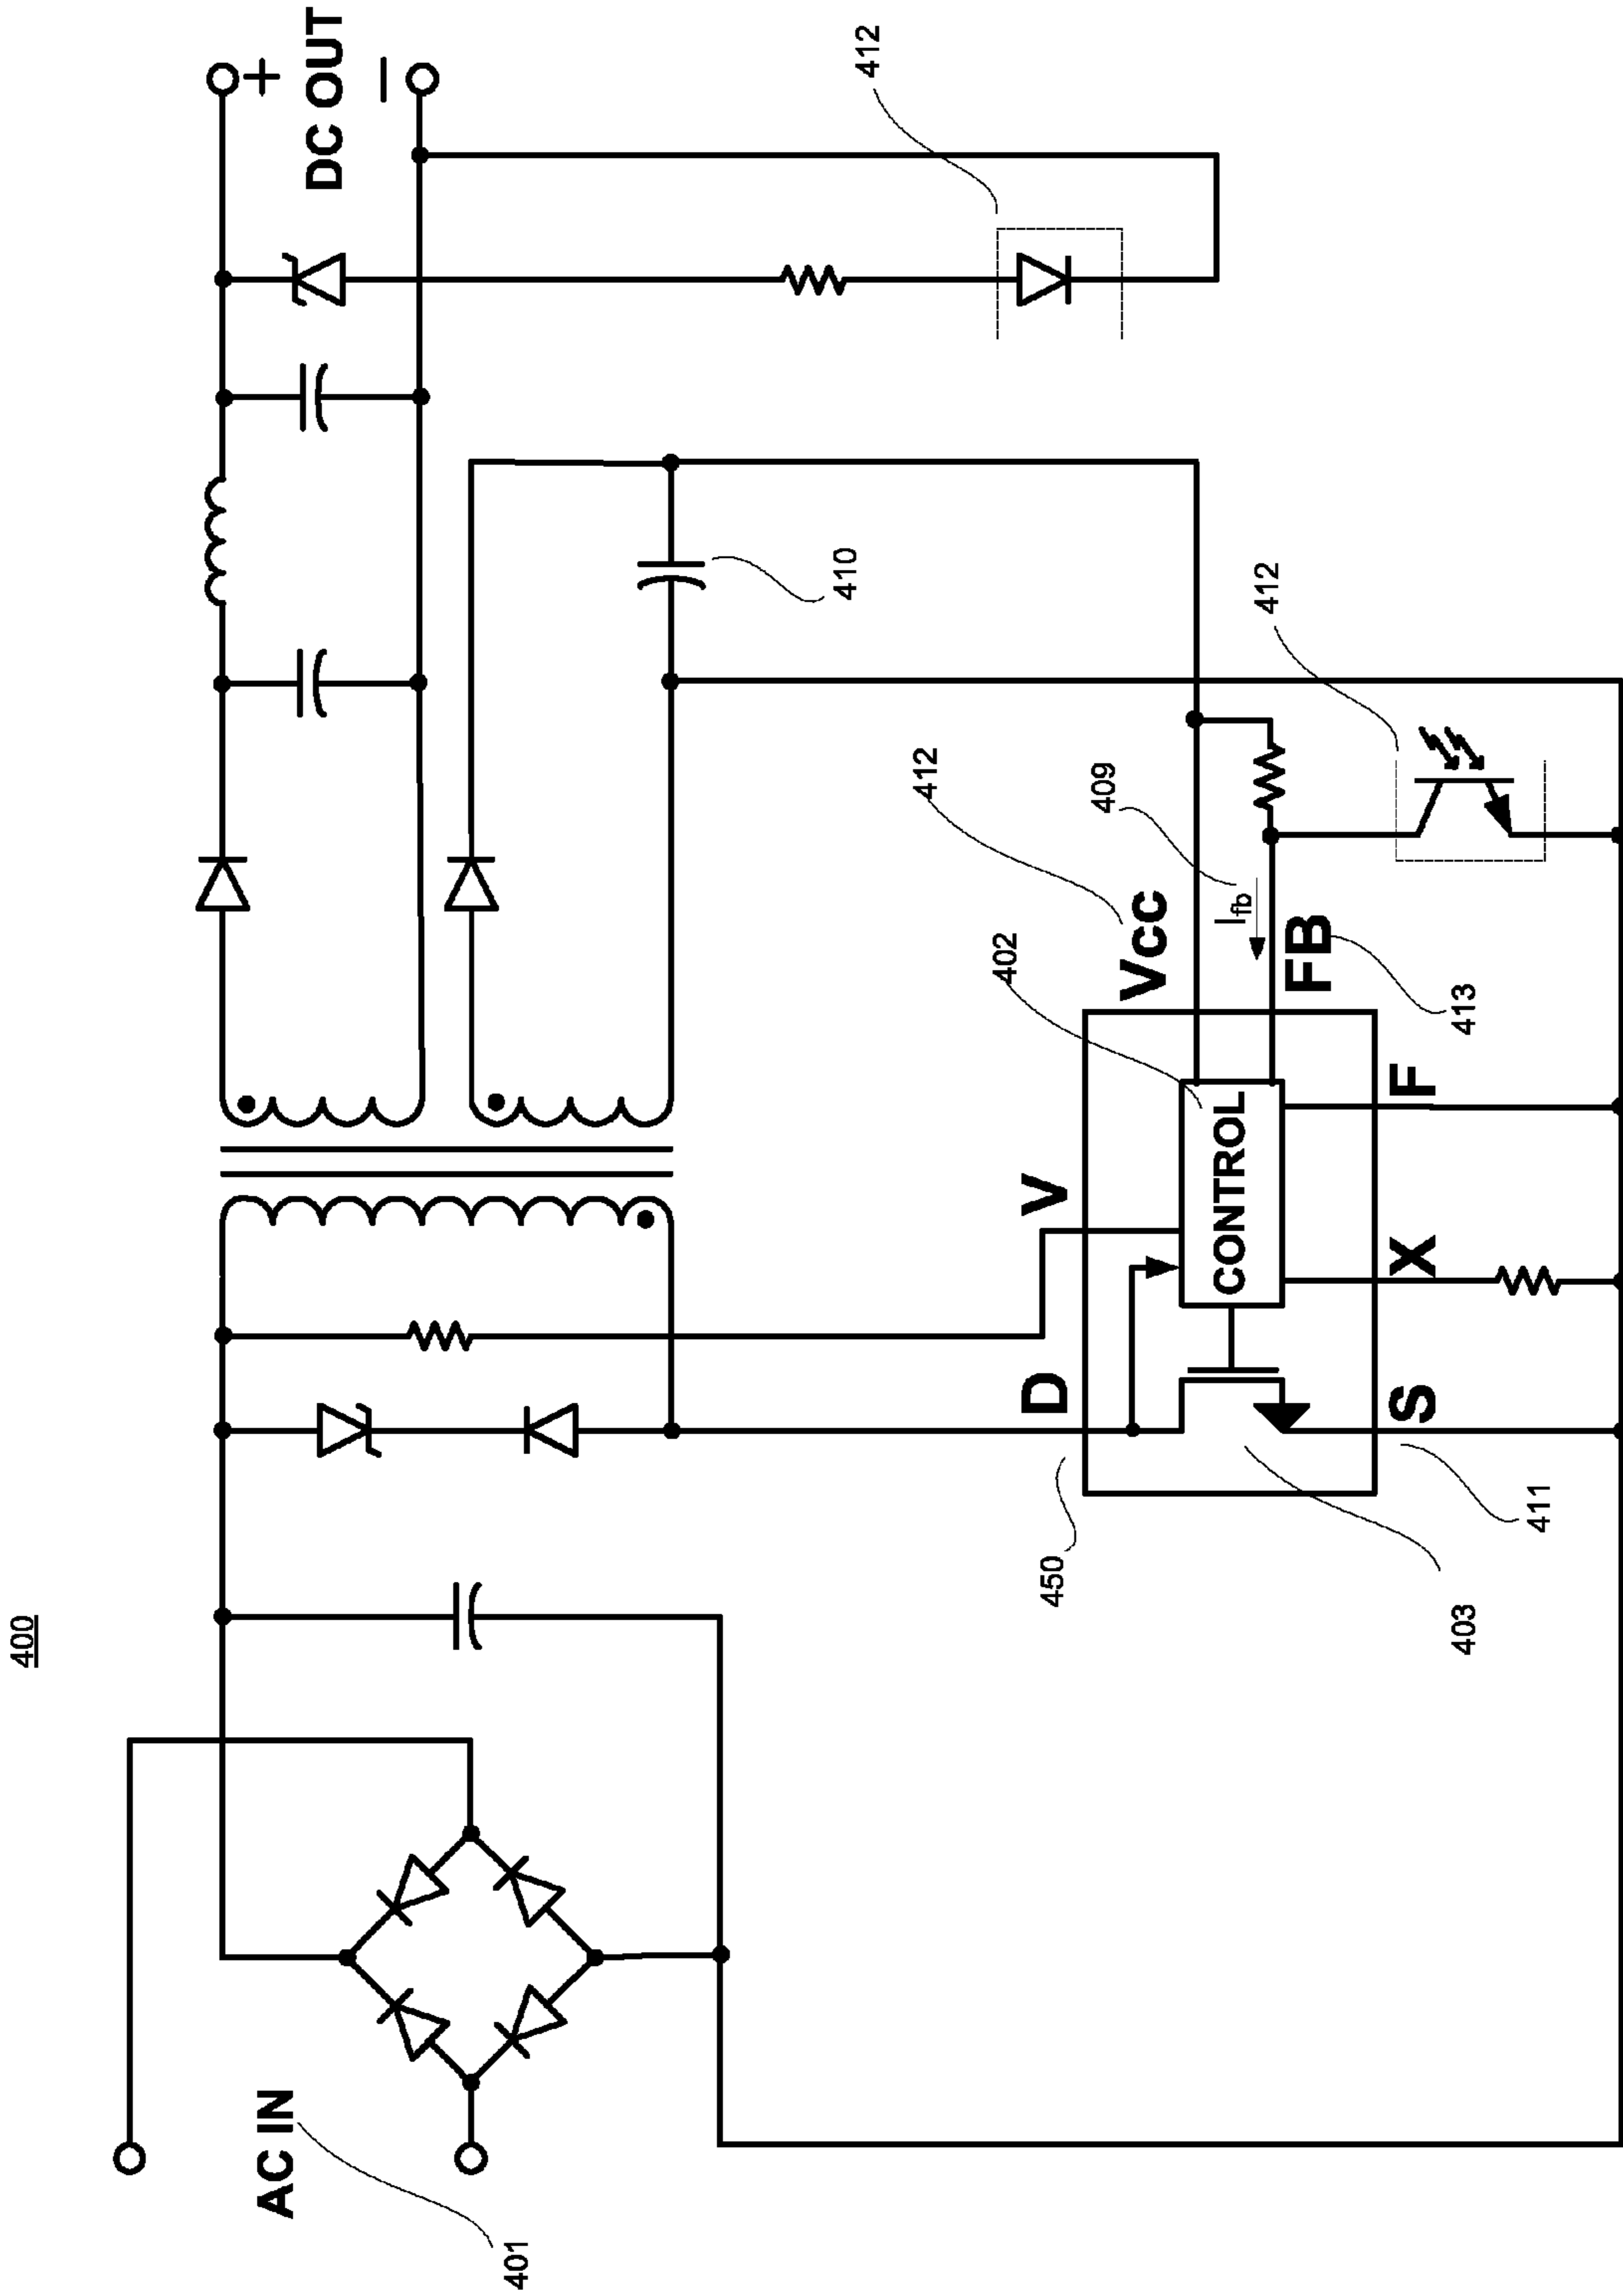 400
AC IN
401
DC OUT
+
−
412
410
450
D
V
402
CONTROL
Vcc
412
409
Ifb
FB
413
412
403
S
411
X
F